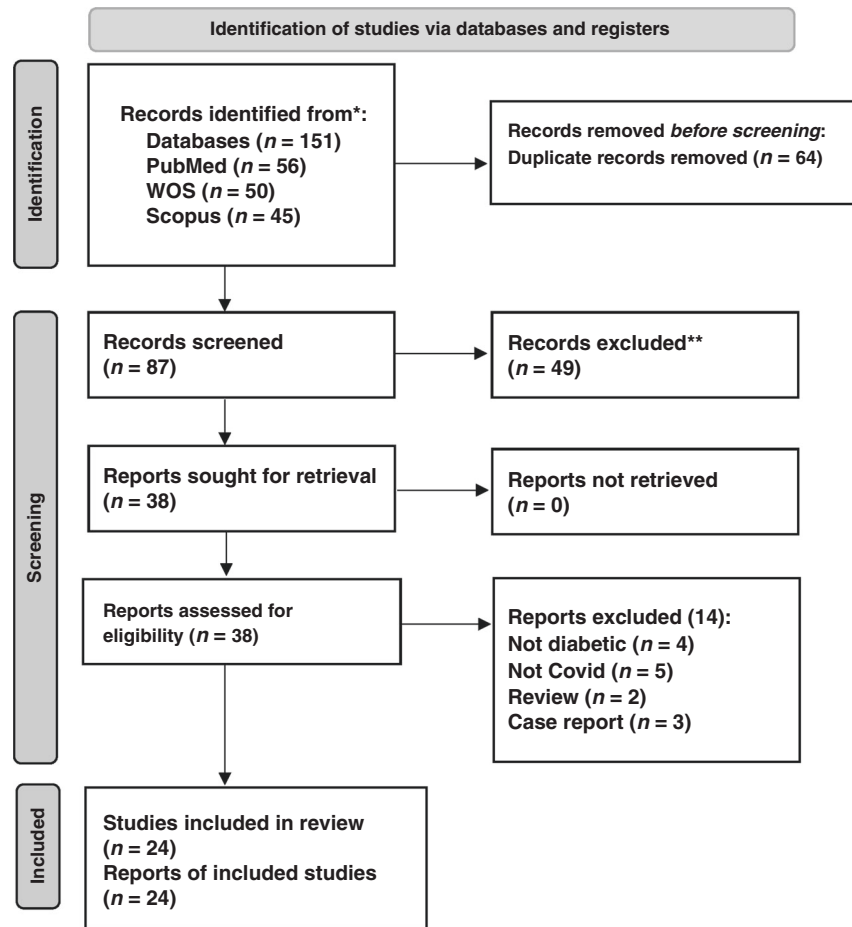 Identification of studies via databases and registers
Identification
Records identified from*:
Databases (n = 151)
PubMed (n = 56)
WOS (n = 50)
Scopus (n = 45)
Records removed before screening:
Duplicate records removed (n = 64)
Screening
Records screened
(n = 87)
Records excluded**
(n = 49)
Reports sought for retrieval
(n = 38)
Reports not retrieved
(n = 0)
Reports assessed for
eligibility (n = 38)
Reports excluded (14):
Not diabetic (n = 4)
Not Covid (n = 5)
Review (n = 2)
Case report (n = 3)
Included
Studies included in review
(n = 24)
Reports of included studies
(n = 24)